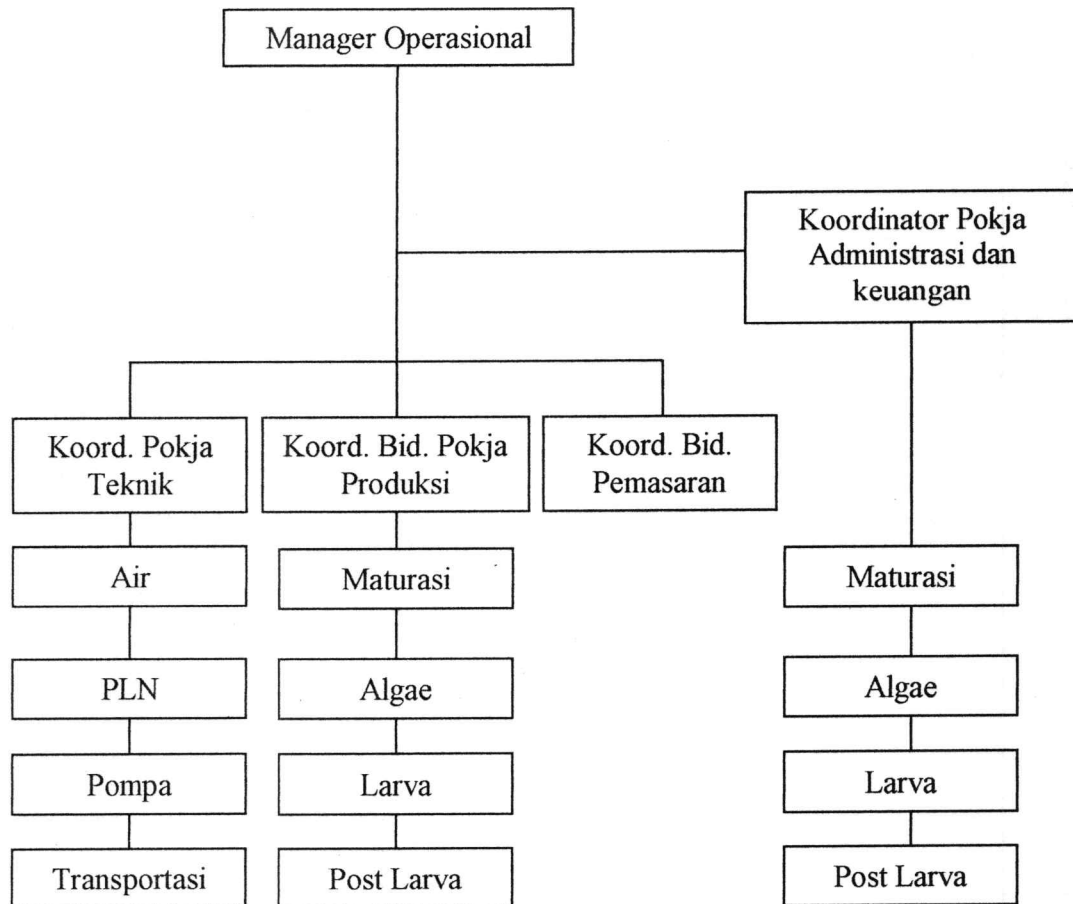 Manager Operasional
Koordinator Pokja
Administrasi dan
keuangan
Koord. Pokja
Teknik
Koord. Bid. Pokja
Produksi
Koord. Bid.
Pemasaran
Air
Maturasi
Maturasi
PLN
Algae
Algae
Pompa
Larva
Larva
Transportasi
Post Larva
Post Larva